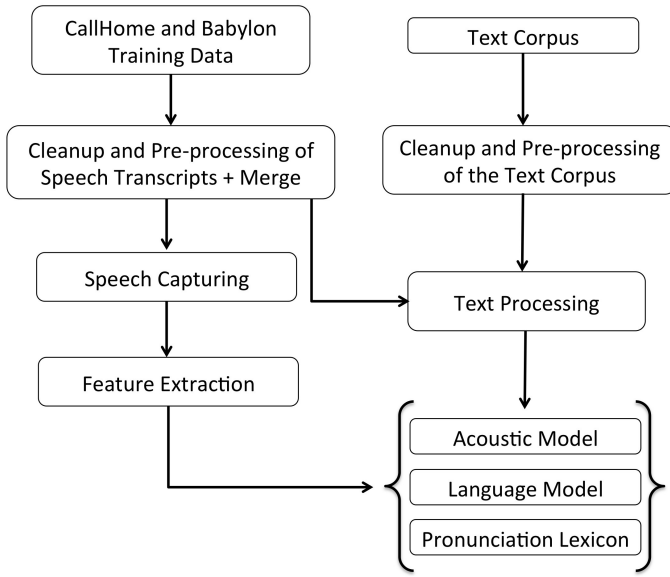 CallHome and Babylon
Training Data
Text Corpus
Cleanup and Pre-processing of
Speech Transcripts + Merge
Cleanup and Pre-processing
of the Text Corpus
Speech Capturing
Text Processing
Feature Extraction
Acoustic Model
Language Model
Pronunciation Lexicon